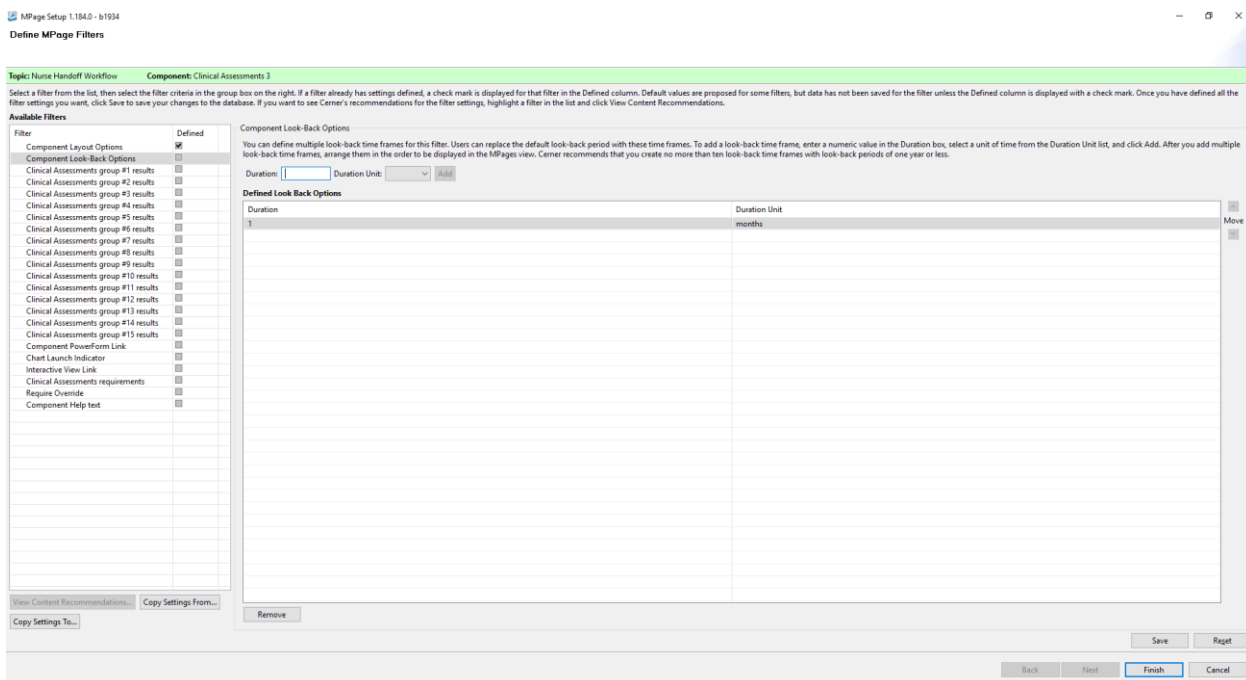 MPage Setup 1.184.0 - b1934
Define MPage Filters
Topic: Nurse Handoff Workflow Component: Clinical Assessments 3
Select a filter from the list, then select the filter criteria in the group box on the right. If a filter already has settings defined, a check mark is displayed for that filter in the Defined column. Default values are proposed for some filters, but data has not been saved for the filter unless the Defined column is displayed with a check mark. Once you have defined all the
filter settings you want, click Save to save your changes to the database. If you want to see Cerner's recommendations for the filter settings, highlight a filter in the list and click View Content Recommendations.
Available Filters
Filter Defined
Component Layout Options
Component Look-Back Options
Clinical Assessments group #1 results
Clinical Assessments group #2 results
Clinical Assessments group #3 results
Clinical Assessments group #4 results
Clinical Assessments group #5 results
Clinical Assessments group #6 results
Clinical Assessments group #7 results
Clinical Assessments group #8 results
Clinical Assessments group #9 results
Clinical Assessments group #10 results
Clinical Assessments group #11 results
Clinical Assessments group #12 results
Clinical Assessments group #13 results
Clinical Assessments group #14 results
Clinical Assessments group #15 results
Component PowerForm Link
Chart Launch Indicator
Interactive View Link
Clinical Assessments requirements
Require Override
Component Help text
View Content Recommendations... Copy Settings From...
Copy Settings To...
Component Look-Back Options
You can define multiple look-back time frames for this filter. Users can replace the default look-back period with these time frames. To add a look-back time frame, enter a numeric value in the Duration box, select a unit of time from the Duration Unit list, and click Add. After you add multiple
look-back time frames, arrange them in the order to be displayed in the MPages view. Cerner recommends that you create no more than ten look-back time frames with look-back periods of one year or less.
Duration: Duration Unit: Add
Defined Look Back Options
Duration Duration Unit
1 months
Move
Remove
Save Reset
Back Next Finish Cancel